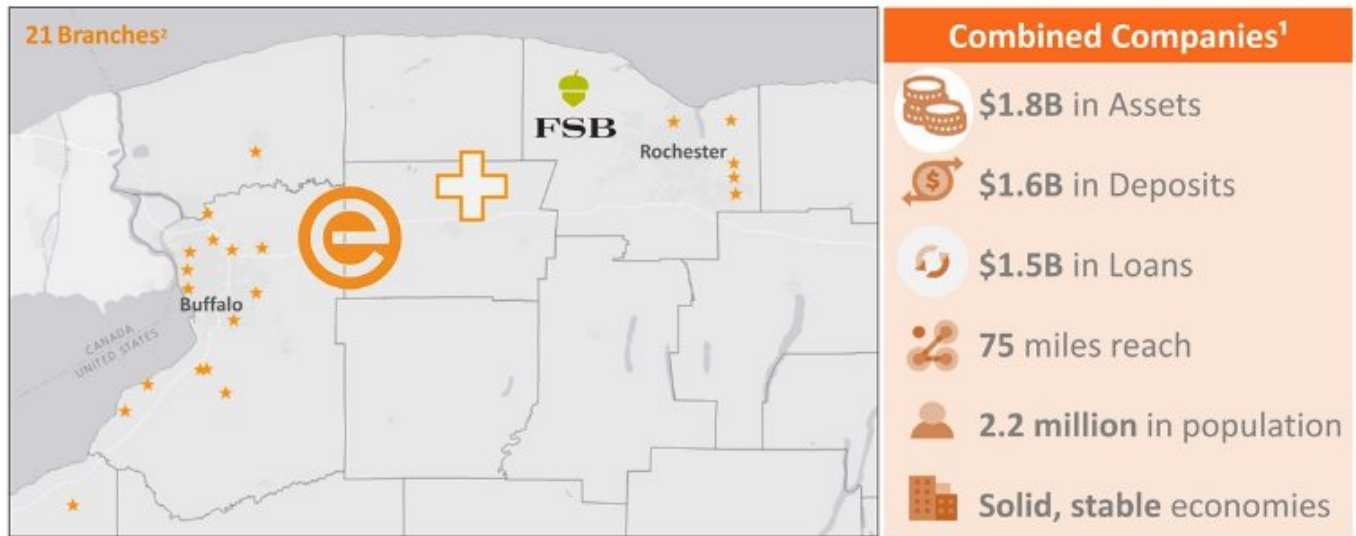 21 Branches²
FSB
Rochester
e
Buffalo
CANADA
UNITED STATES
Combined Companies¹
$1.8B in Assets
$
$1.6B in Deposits
$1.5B in Loans
75 miles reach
2.2 million in population
Solid, stable economies